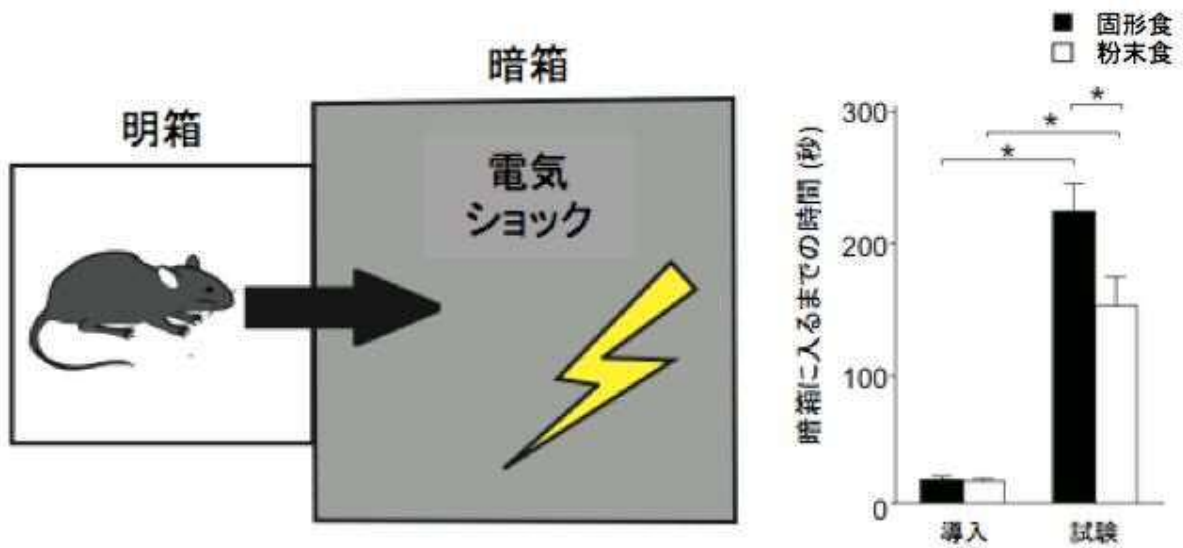 明箱
暗箱
電気
ショック
固形食
粉末食
暗箱に入るまでの時間 (秒)
300
200
100
0
*
*
*
導入
試験